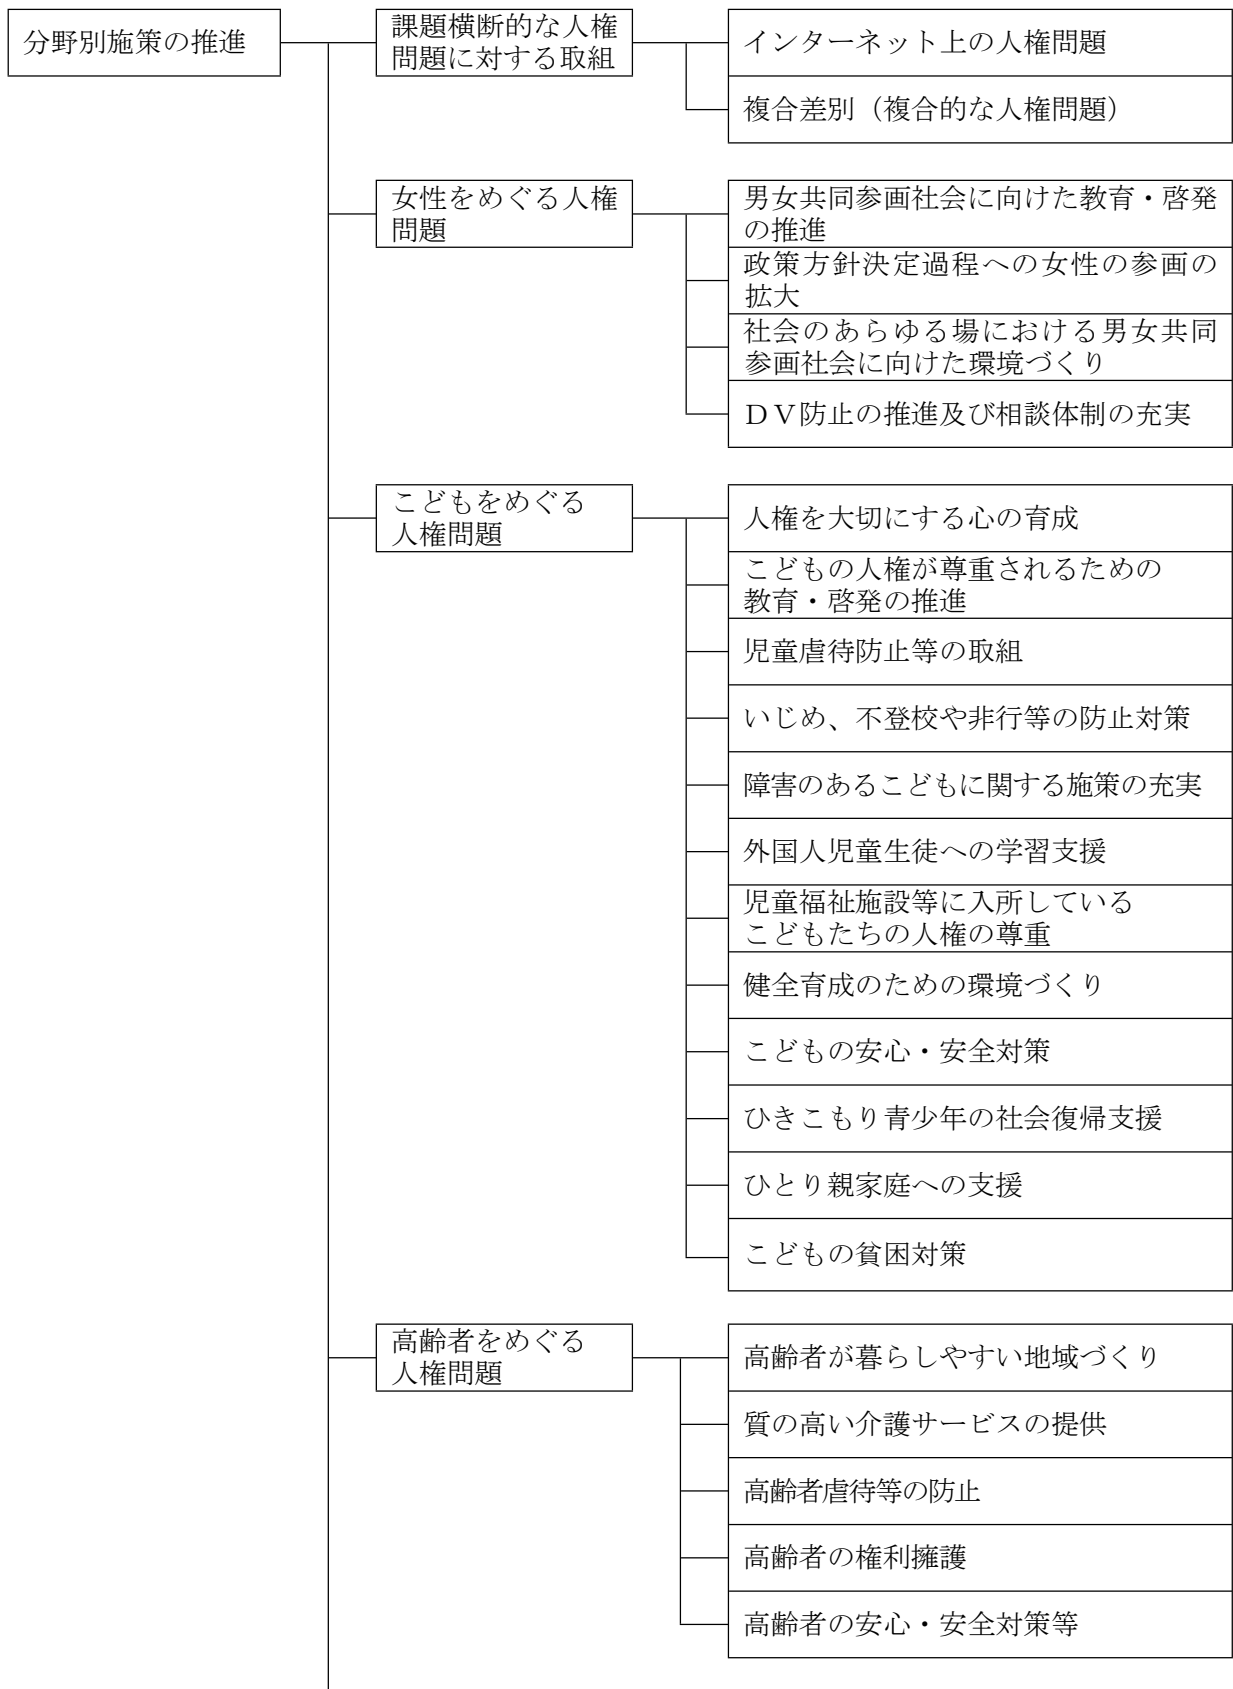 分野別施策の推進
課題横断的な人権
問題に対する取組
インターネット上の人権問題
複合差別（複合的な人権問題）
女性をめぐる人権
問題
男女共同参画社会に向けた教育・啓発
の推進
政策方針決定過程への女性の参画の
拡大
社会のあらゆる場における男女共同
参画社会に向けた環境づくり
ＤＶ防止の推進及び相談体制の充実
こどもをめぐる
人権問題
人権を大切にする心の育成
こどもの人権が尊重されるための
教育・啓発の推進
児童虐待防止等の取組
いじめ、不登校や非行等の防止対策
障害のあるこどもに関する施策の充実
外国人児童生徒への学習支援
児童福祉施設等に入所している
こどもたちの人権の尊重
健全育成のための環境づくり
こどもの安心・安全対策
ひきこもり青少年の社会復帰支援
ひとり親家庭への支援
こどもの貧困対策
高齢者をめぐる
人権問題
高齢者が暮らしやすい地域づくり
質の高い介護サービスの提供
高齢者虐待等の防止
高齢者の権利擁護
高齢者の安心・安全対策等